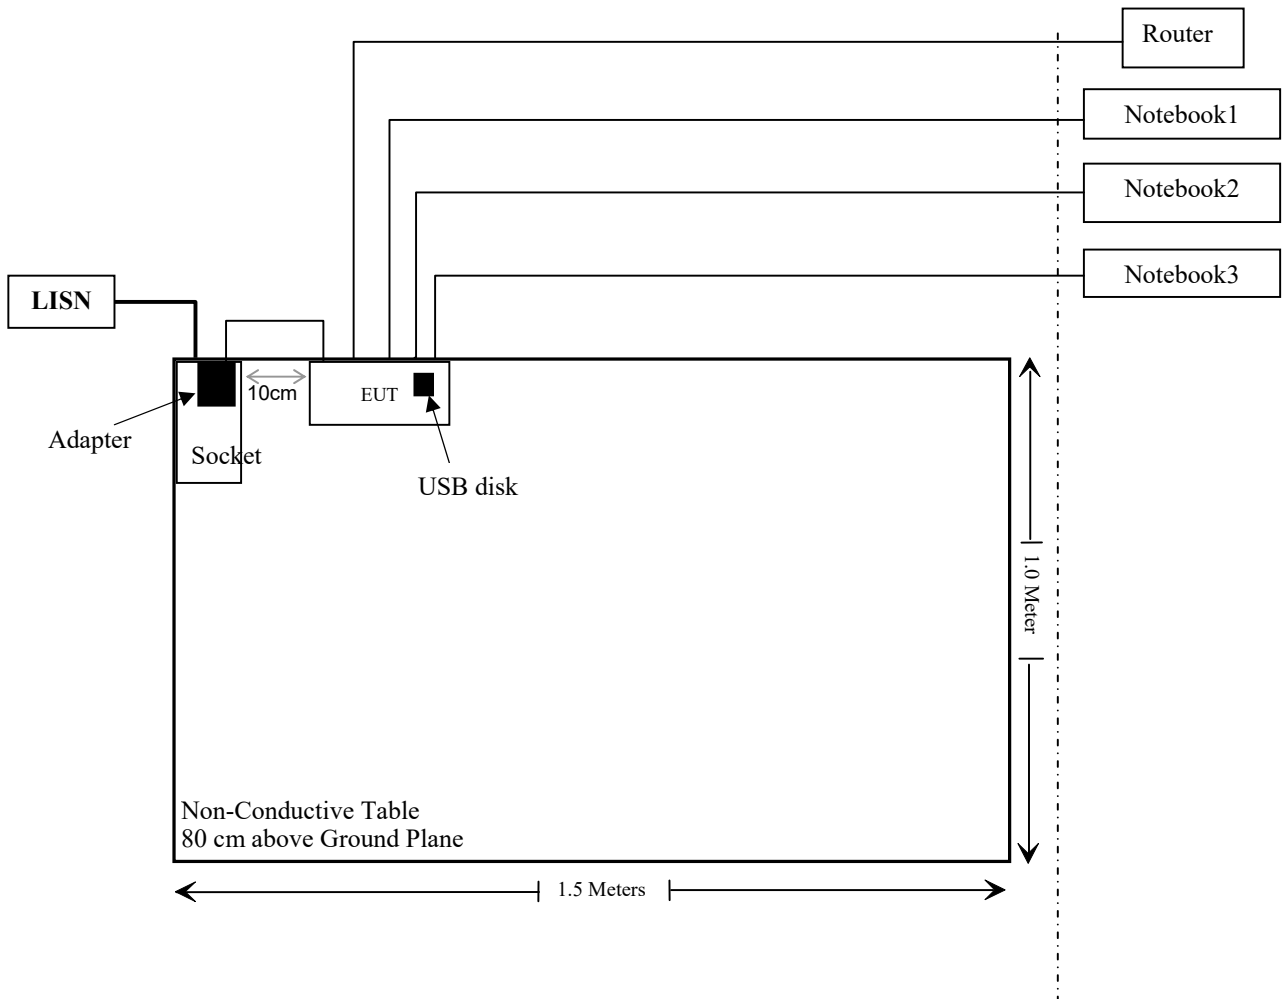 Router
Notebook1
Notebook2
Notebook3
LISN
10cm
EUT
Adapter
Socket
USB disk
1.0 Meter
Non-Conductive Table
80 cm above Ground Plane
1.5 Meters